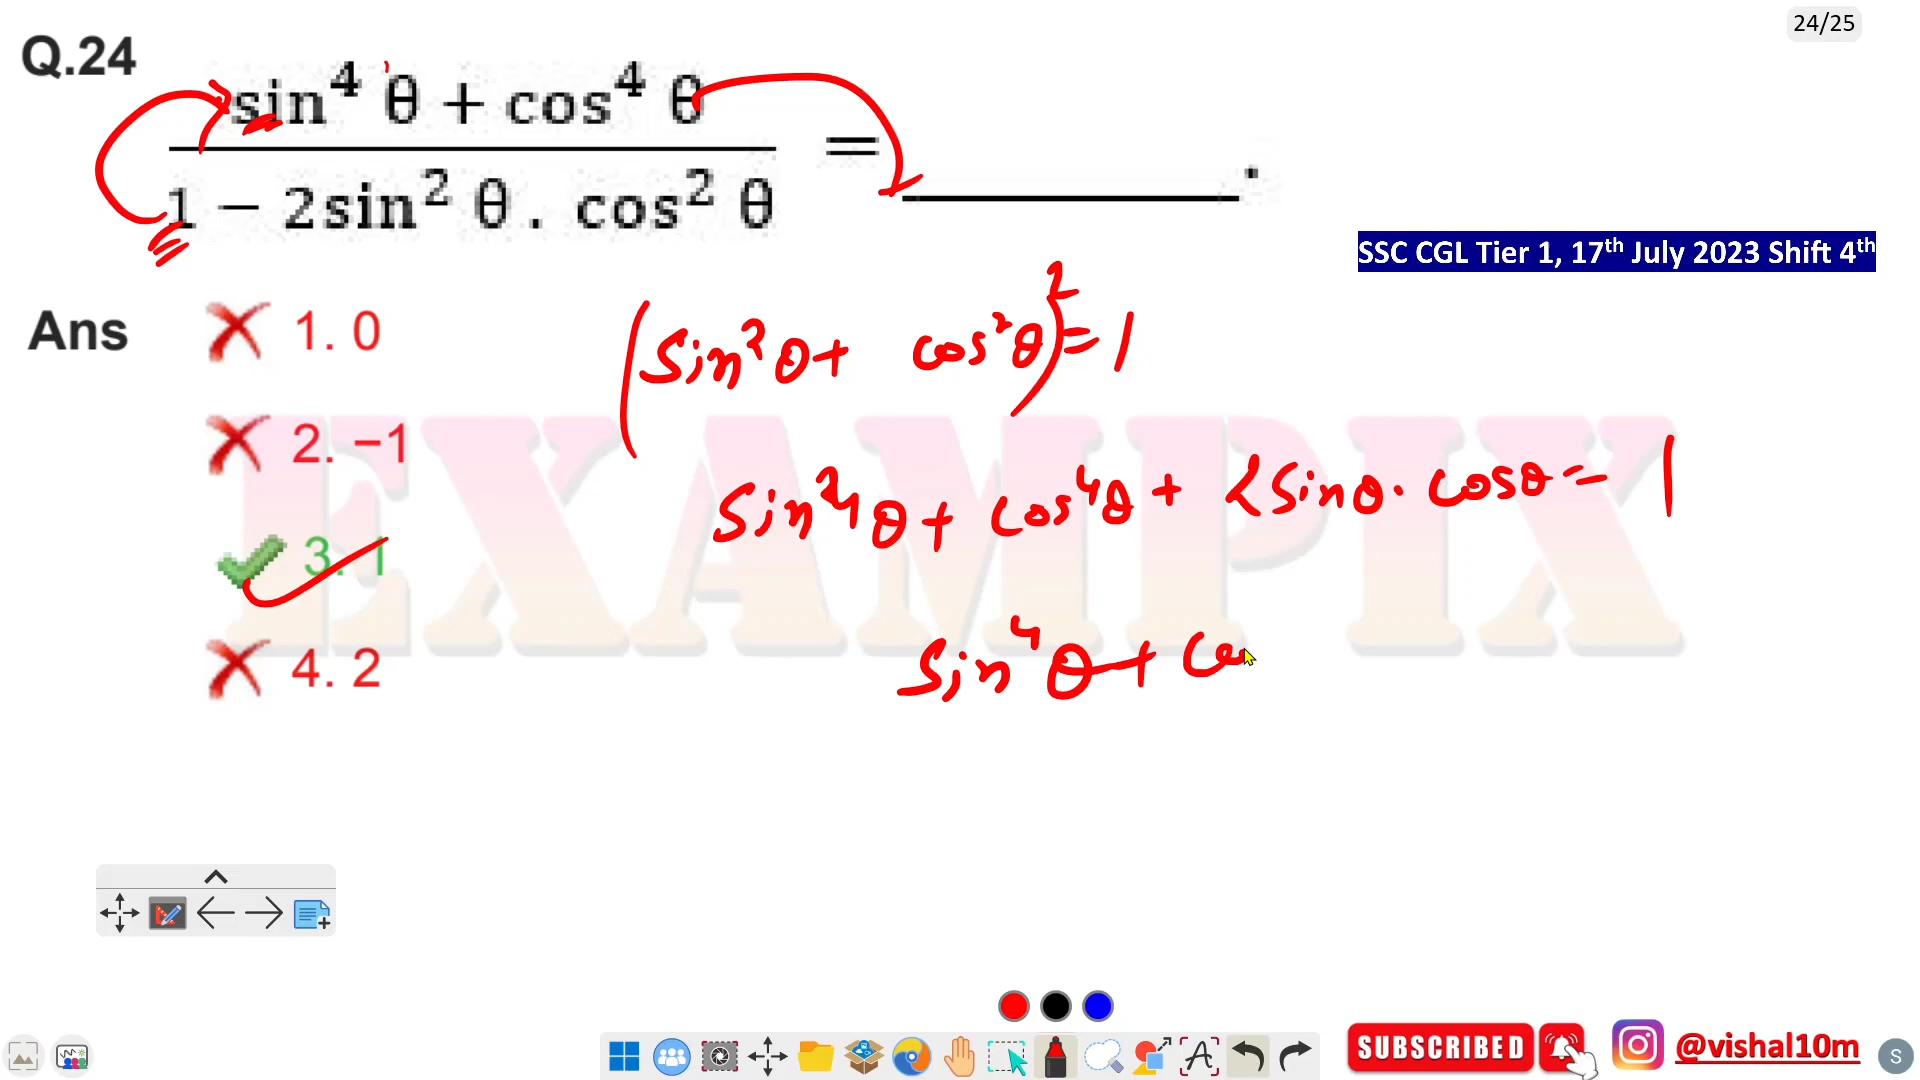 24/25
Q.24
sin⁴ θ + cos⁴ θ
= ________.
1 − 2sin² θ . cos² θ
SSC CGL Tier 1, 17th July 2023 Shift 4th
Ans
1. 0
(Sin²θ + cos²θ)² = 1
2. −1
Sin⁴θ + cos⁴θ + 2Sinθ. cosθ = 1
3. 1
Sin⁴θ + co
4. 2
EXAMPIX
SUBSCRIBED
@vishal10m
S